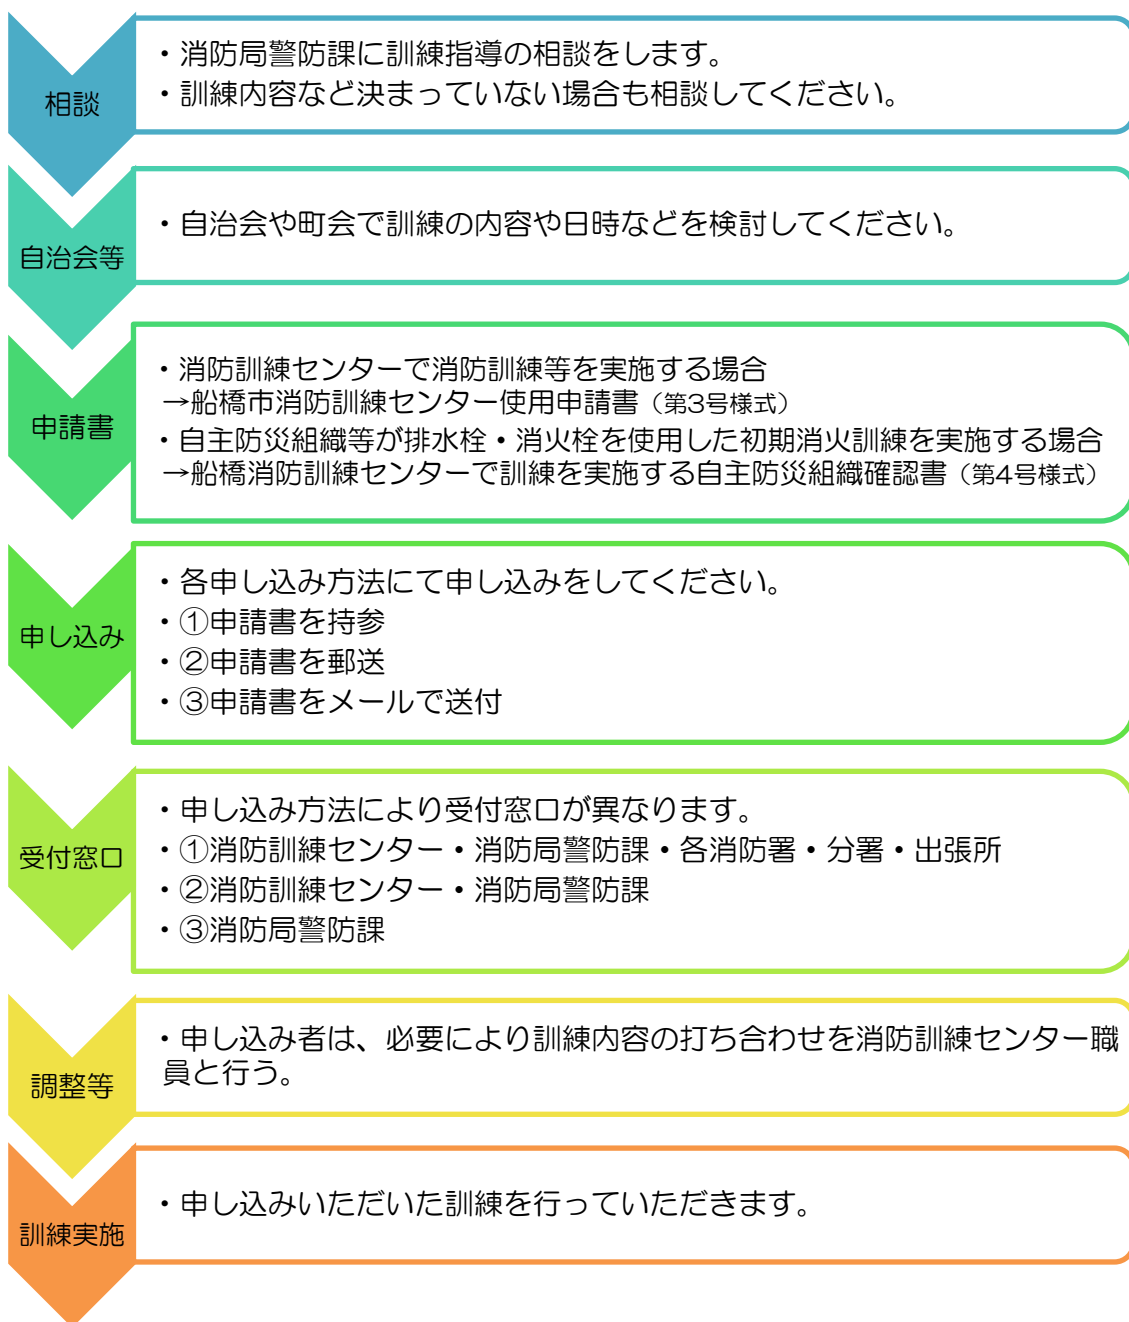 相談
・消防局警防課に訓練指導の相談をします。
・訓練内容など決まっていない場合も相談してください。
自治会等
・自治会や町会で訓練の内容や日時などを検討してください。
申請書
・消防訓練センターで消防訓練等を実施する場合
→船橋市消防訓練センター使用申請書（第3号様式）
・自主防災組織等が排水栓・消火栓を使用した初期消火訓練を実施する場合
→船橋消防訓練センターで訓練を実施する自主防災組織確認書（第4号様式）
申し込み
・各申し込み方法にて申し込みをしてください。
・①申請書を持参
・②申請書を郵送
・③申請書をメールで送付
受付窓口
・申し込み方法により受付窓口が異なります。
・①消防訓練センター・消防局警防課・各消防署・分署・出張所
・②消防訓練センター・消防局警防課
・③消防局警防課
調整等
・申し込み者は、必要により訓練内容の打ち合わせを消防訓練センター職
員と行う。
訓練実施
・申し込みいただいた訓練を行っていただきます。